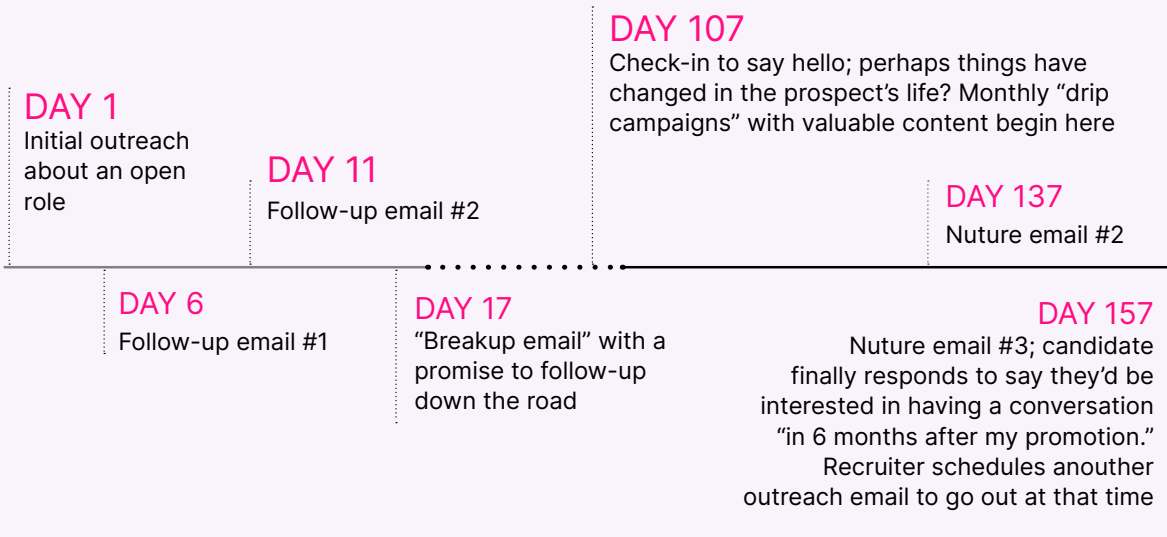 DAY 1
Initial outreach
about an open
role
DAY 6
Follow-up email #1
DAY 11
Follow-up email #2
DAY 17
“Breakup email” with a
promise to follow-up
down the road
DAY 107
Check-in to say hello; perhaps things have
changed in the prospect’s life? Monthly “drip
campaigns” with valuable content begin here
DAY 137
Nuture email #2
DAY 157
Nuture email #3; candidate
finally responds to say they’d be
interested in having a conversation
“in 6 months after my promotion.”
Recruiter schedules anouther
outreach email to go out at that time